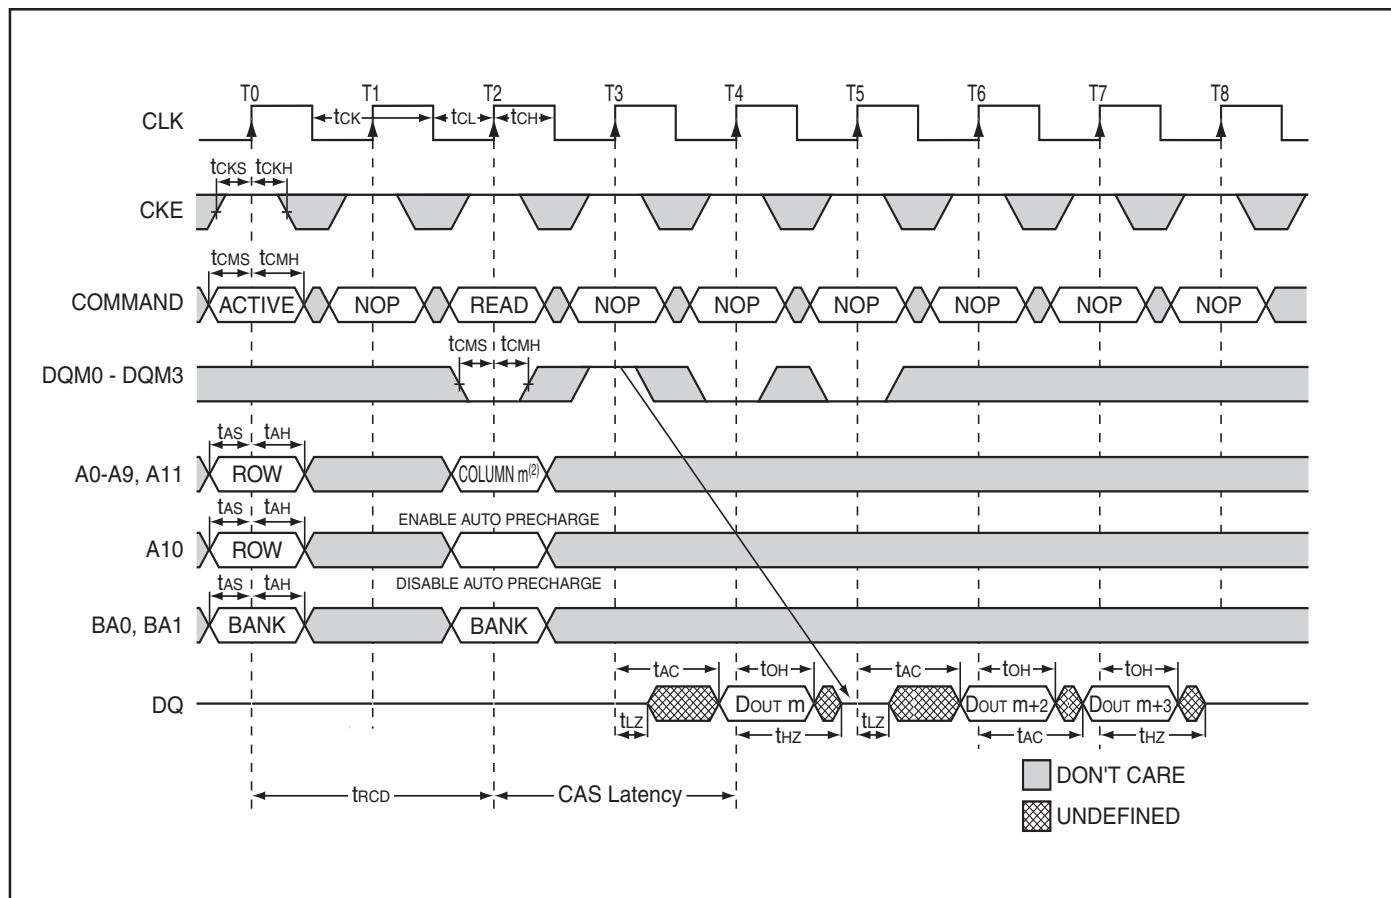 T0 T1 T2 T3 T4 T5 T6 T7 T8
CLK tCK tCL tCH
tCKS tCKH
CKE
tCMS tCMH
COMMAND ACTIVE NOP READ NOP NOP NOP NOP NOP NOP
tCMS tCMH
DQM0 - DQM3
tAS tAH
A0-A9, A11 ROW COLUMN m(2)
tAS tAH ENABLE AUTO PRECHARGE
A10 ROW
tAS tAH DISABLE AUTO PRECHARGE
BA0, BA1 BANK BANK
tAC tOH tAC tOH tOH
DQ DOUT m DOUT m+2 DOUT m+3
tLZ tHZ tLZ tAC tHZ
DON'T CARE
tRCD CAS Latency
UNDEFINED